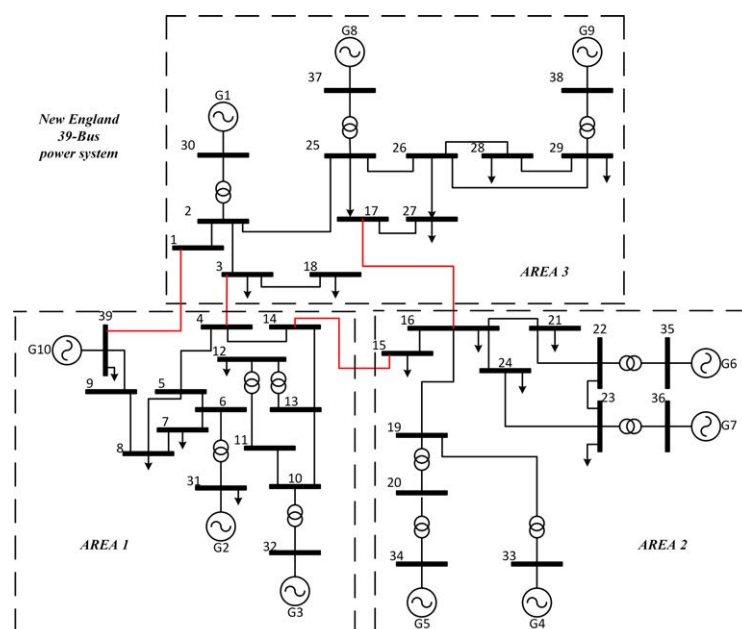 G8
G9
37
38
New England
39-Bus
power system
G1
30
25
26
28
29
2
17
27
1
3
18
AREA 3
39
4
14
16
21
22
35
G10
12
15
24
G6
9
5
6
13
23
36
7
G7
8
11
19
31
10
20
AREA 1
G2
32
34
33
AREA 2
G3
G5
G4